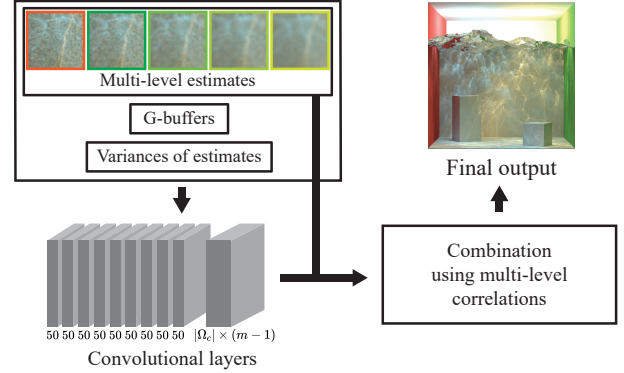 Multi-level estimates
G-buffers
Variances of estimates
50 50 50 50 50 50 50 50 50 |Ω_c| × (m − 1)
Convolutional layers
Final output
Combination
using multi-level
correlations